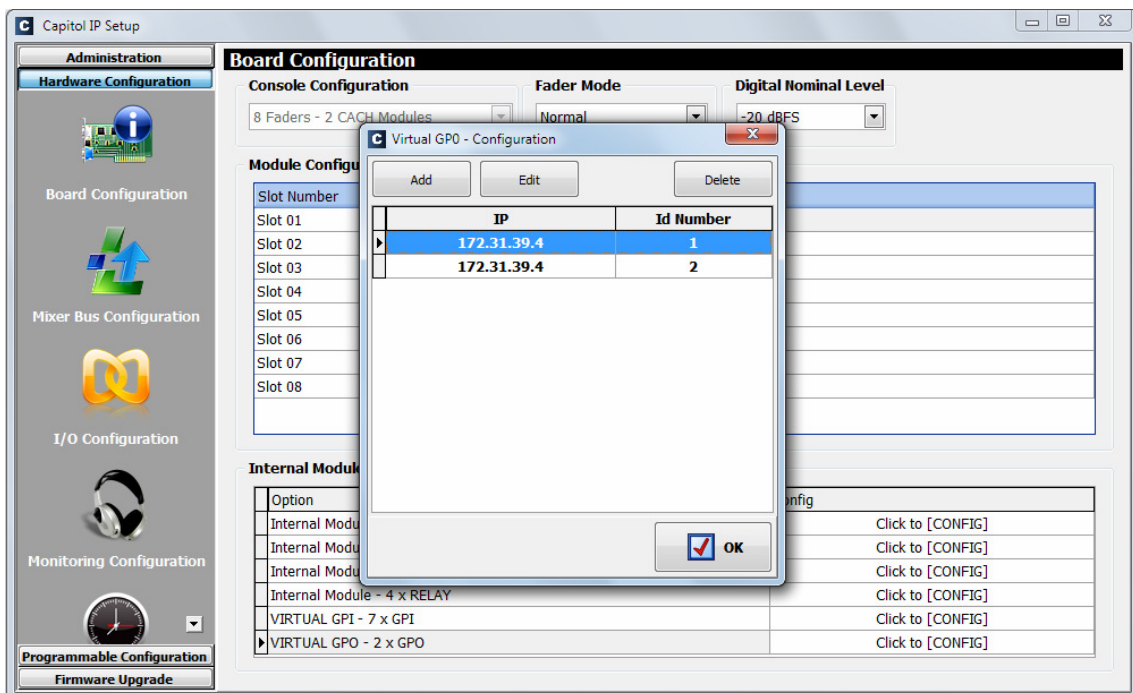 Capitol IP Setup
Administration
Hardware Configuration
Board Configuration
Mixer Bus Configuration
I/O Configuration
Monitoring Configuration
Programmable Configuration
Firmware Upgrade
Board Configuration
Console Configuration Fader Mode Digital Nominal Level
8 Faders - 2 CACH Modules Normal -20 dBFS
Module Configu
Slot Number
Slot 01
Slot 02
Slot 03
Slot 04
Slot 05
Slot 06
Slot 07
Slot 08
Virtual GP0 - Configuration
Add Edit Delete
IP Id Number
172.31.39.4 1
172.31.39.4 2
OK
Internal Modul
Option onfig
Internal Modu Click to [CONFIG]
Internal Modu Click to [CONFIG]
Internal Modu Click to [CONFIG]
Internal Module - 4 x RELAY Click to [CONFIG]
VIRTUAL GPI - 7 x GPI Click to [CONFIG]
VIRTUAL GPO - 2 x GPO Click to [CONFIG]